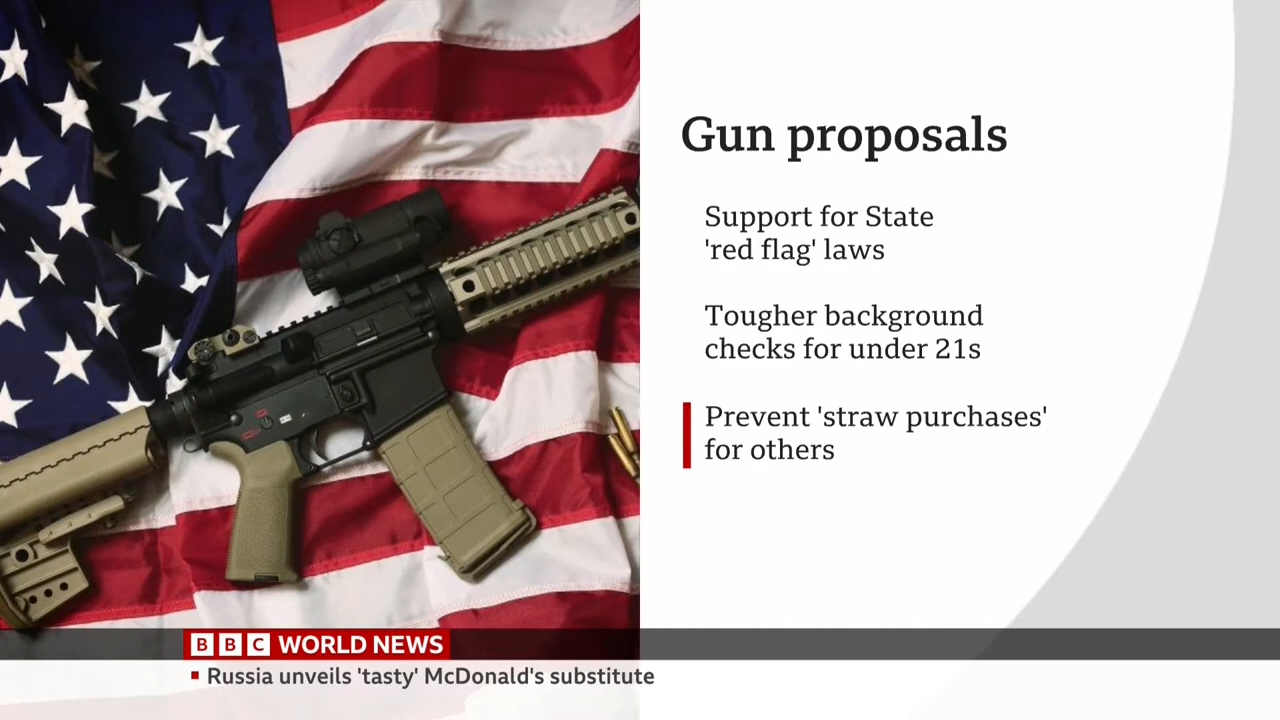 Gun proposals
Support for State
'red flag' laws
Tougher background
checks for under 21s
Prevent 'straw purchases'
for others
BBC WORLD NEWS
Russia unveils 'tasty' McDonald's substitute